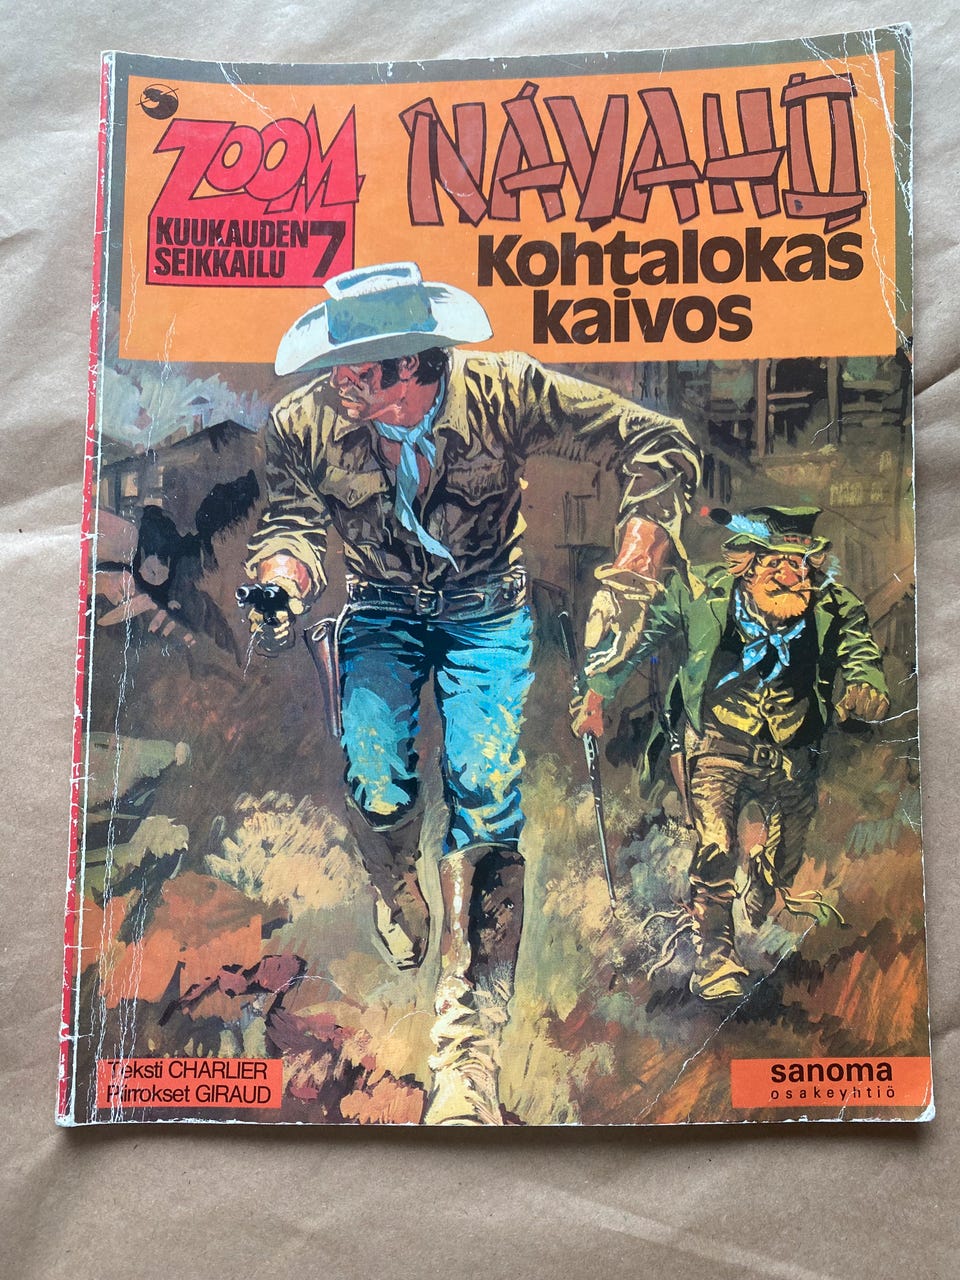 ZOOM
KUUKAUDEN
SEIKKAILU 7
NAVAHO
Kohtalokas
kaivos
Teksti CHARLIER
Piirrokset GIRAUD
sanoma
osakeyhtiö